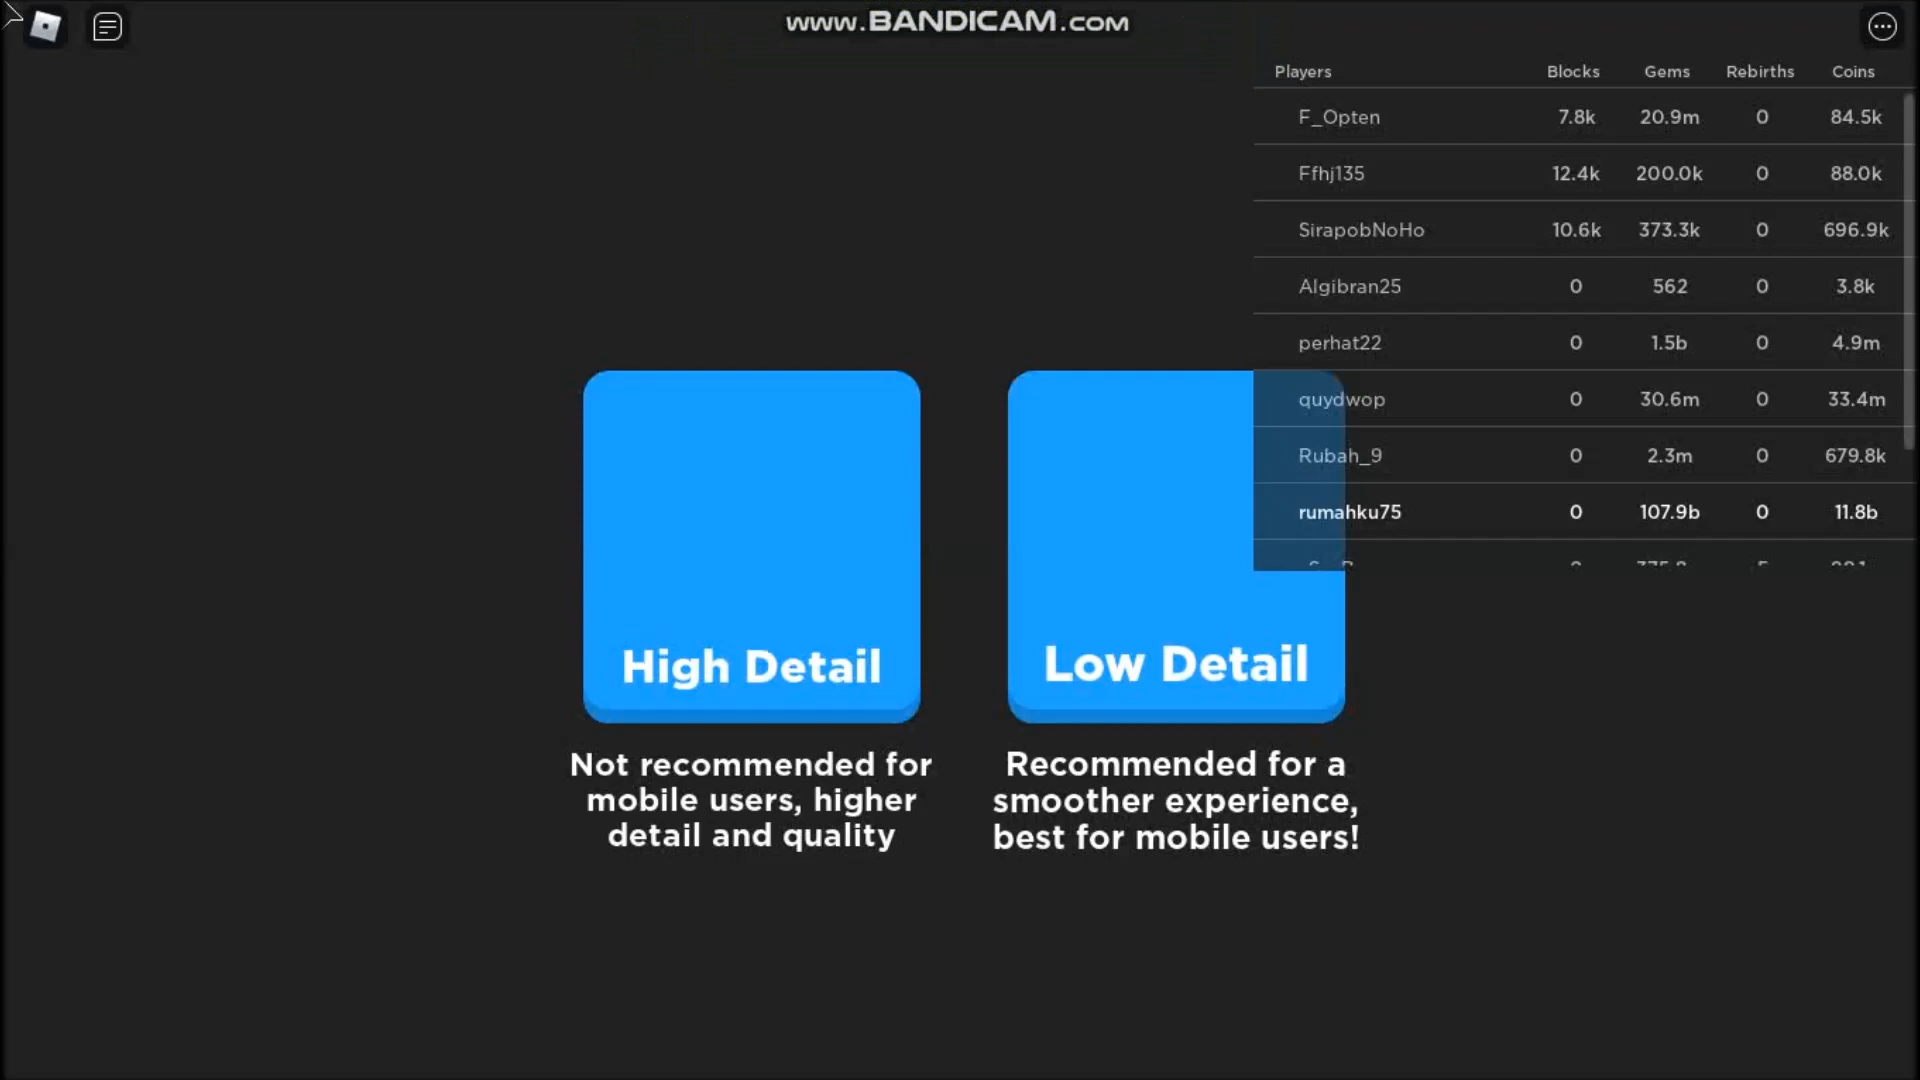 www.BANDICAM.com
Players Blocks Gems Rebirths Coins
F_Opten 7.8k 20.9m 0 84.5k
Ffhj135 12.4k 200.0k 0 88.0k
SirapobNoHo 10.6k 373.3k 0 696.9k
Algibran25 0 562 0 3.8k
perhat22 0 1.5b 0 4.9m
quydwop 0 30.6m 0 33.4m
Rubah_9 0 2.3m 0 679.8k
rumahku75 0 107.9b 0 11.8b
High Detail
Not recommended for
mobile users, higher
detail and quality
Low Detail
Recommended for a
smoother experience,
best for mobile users!